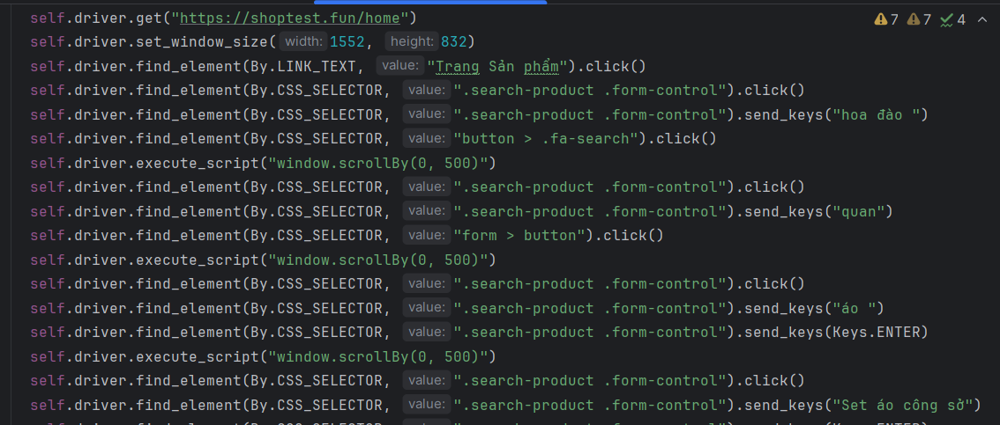 self.driver.get("https://shoptest.fun/home")
7 7 4
self.driver.set_window_size( width: 1552, height: 832)
self.driver.find_element(By.LINK_TEXT, value: "Trang Sản phẩm").click()
self.driver.find_element(By.CSS_SELECTOR, value: ".search-product .form-control").click()
self.driver.find_element(By.CSS_SELECTOR, value: ".search-product .form-control").send_keys("hoa đào ")
self.driver.find_element(By.CSS_SELECTOR, value: "button > .fa-search").click()
self.driver.execute_script("window.scrollBy(0, 500)")
self.driver.find_element(By.CSS_SELECTOR, value: ".search-product .form-control").click()
self.driver.find_element(By.CSS_SELECTOR, value: ".search-product .form-control").send_keys("quan")
self.driver.find_element(By.CSS_SELECTOR, value: "form > button").click()
self.driver.execute_script("window.scrollBy(0, 500)")
self.driver.find_element(By.CSS_SELECTOR, value: ".search-product .form-control").click()
self.driver.find_element(By.CSS_SELECTOR, value: ".search-product .form-control").send_keys("áo ")
self.driver.find_element(By.CSS_SELECTOR, value: ".search-product .form-control").send_keys(Keys.ENTER)
self.driver.execute_script("window.scrollBy(0, 500)")
self.driver.find_element(By.CSS_SELECTOR, value: ".search-product .form-control").click()
self.driver.find_element(By.CSS_SELECTOR, value: ".search-product .form-control").send_keys("Set áo công sở")